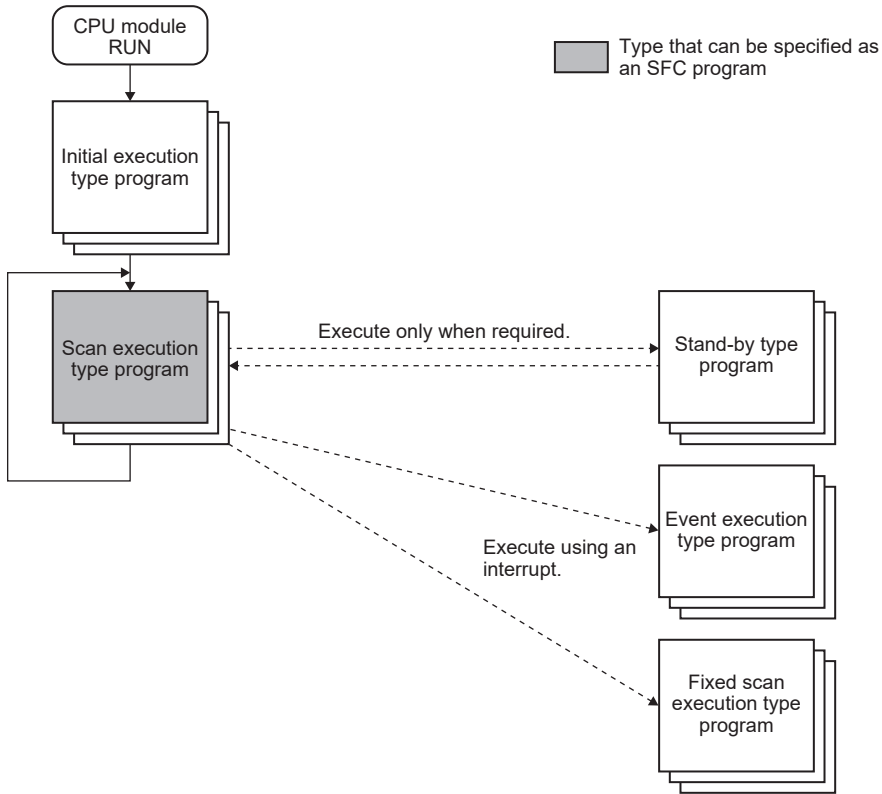 CPU module
RUN
Type that can be specified as
an SFC program
Initial execution
type program
Scan execution
type program
Execute only when required.
Stand-by type
program
Event execution
type program
Execute using an
interrupt.
Fixed scan
execution type
program